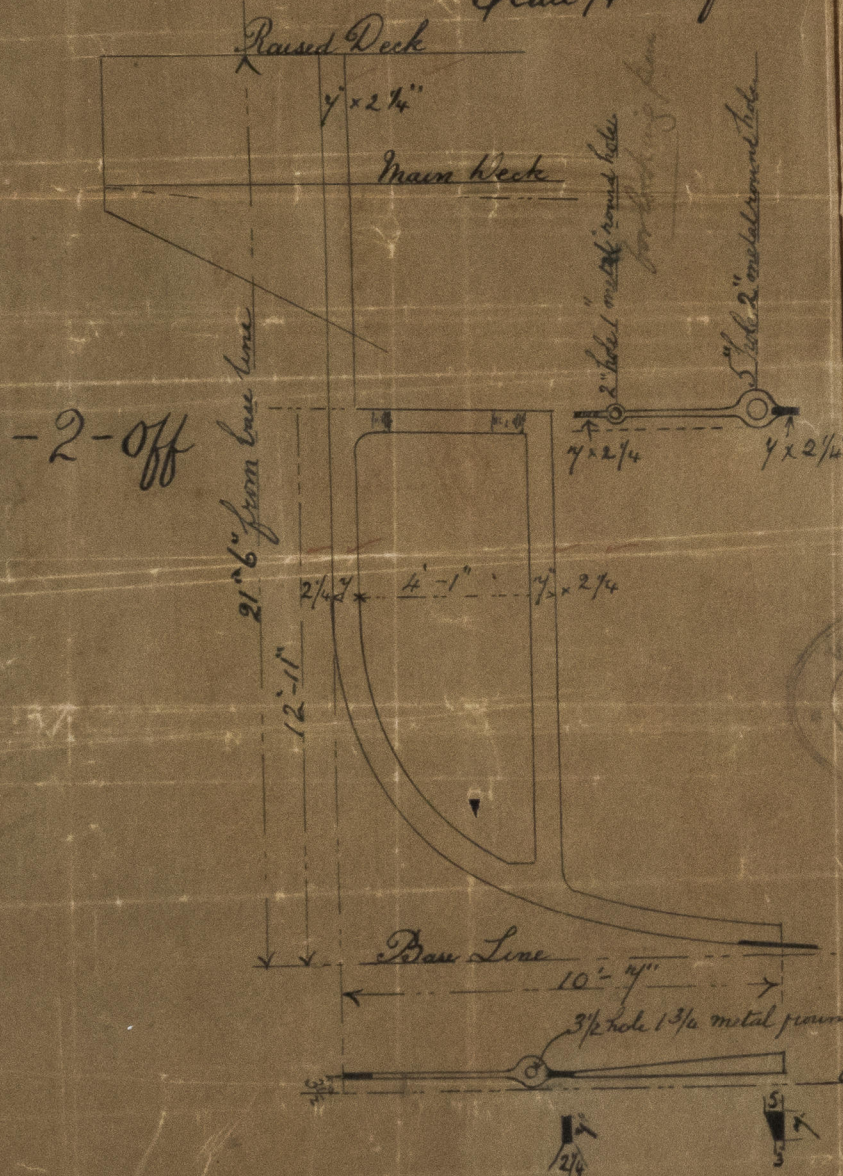 Raised Deck
7" × 2 1/4"
Main Deck
2" hole 1" metal round hole
5" hole 2" metal round hole
-2-off
21'-6" from base line
12'-11"
7 × 2 1/4
7 × 2 1/4
2 1/4
7
4'-1"
7" × 2 1/4
Base Line
10'-7"
3 1/2 hole 1 3/4 metal roun
2 1/4
7"
5
7
3